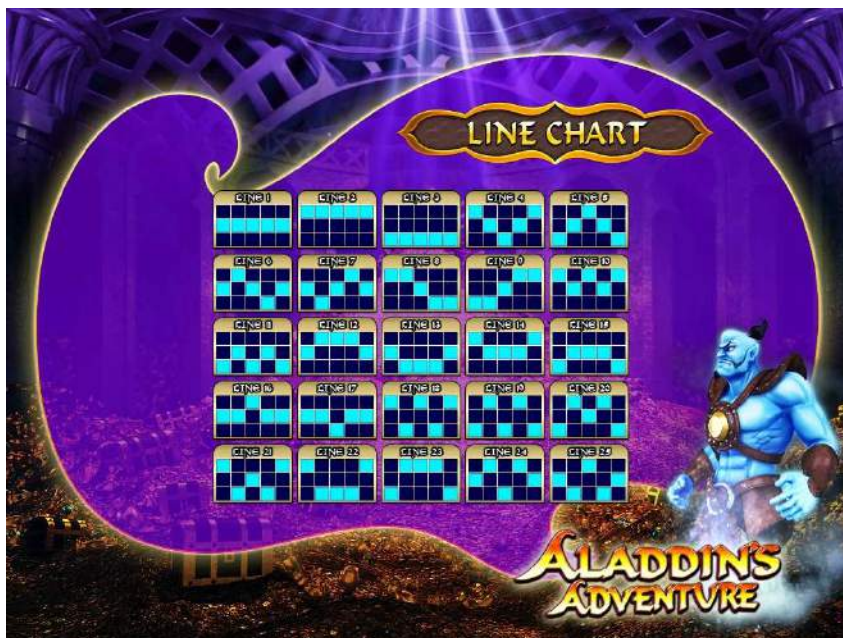 LINE CHART
LINE 1 LINE 2 LINE 3 LINE 4 LINE 5
LINE 6 LINE 7 LINE 8 LINE 9 LINE 10
LINE 11 LINE 12 LINE 13 LINE 14 LINE 15
LINE 16 LINE 17 LINE 18 LINE 19 LINE 20
LINE 21 LINE 22 LINE 23 LINE 24 LINE 25
ALADDIN'S
ADVENTURE